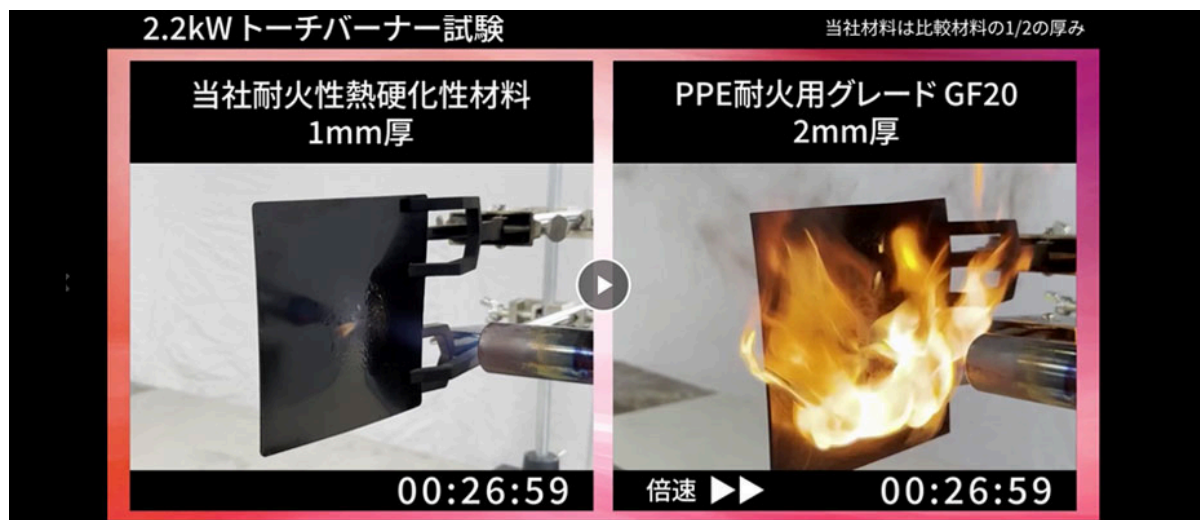 2.2kW トーチバーナー試験
当社材料は比較材料の1/2の厚み
当社耐火性熱硬化性材料
1mm厚
PPE耐火用グレード GF20
2mm厚
00:26:59
倍速 ▶▶
00:26:59